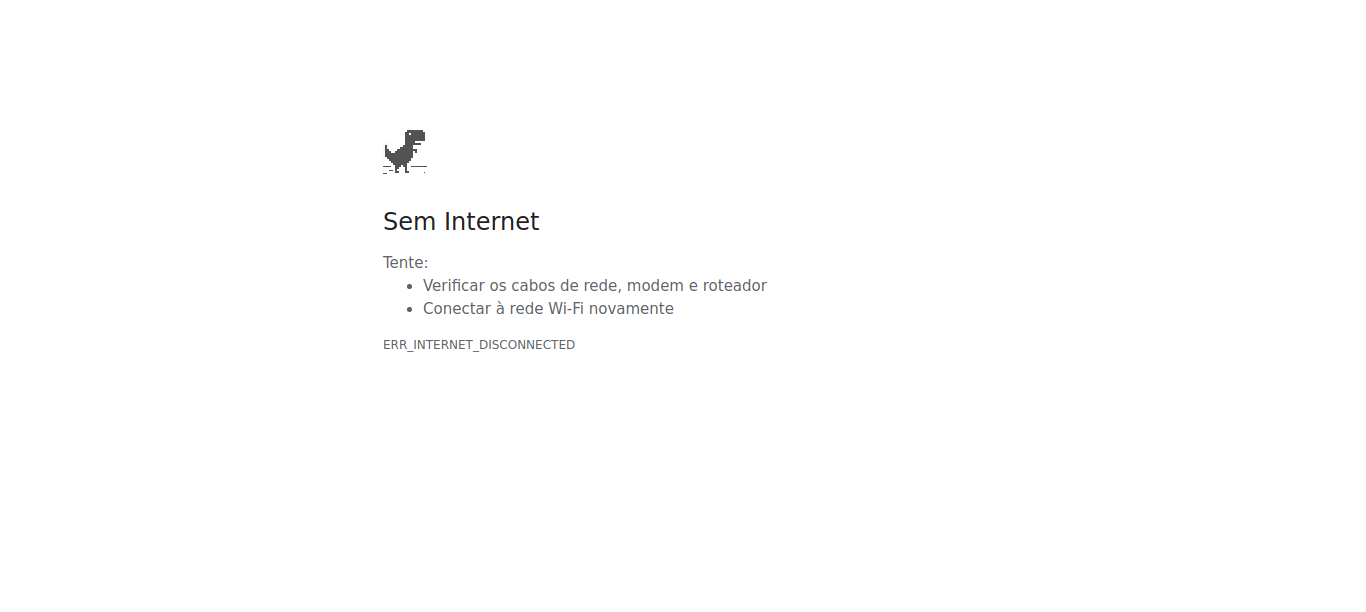 Sem Internet
Tente:
Verificar os cabos de rede, modem e roteador
Conectar à rede Wi-Fi novamente
ERR_INTERNET_DISCONNECTED